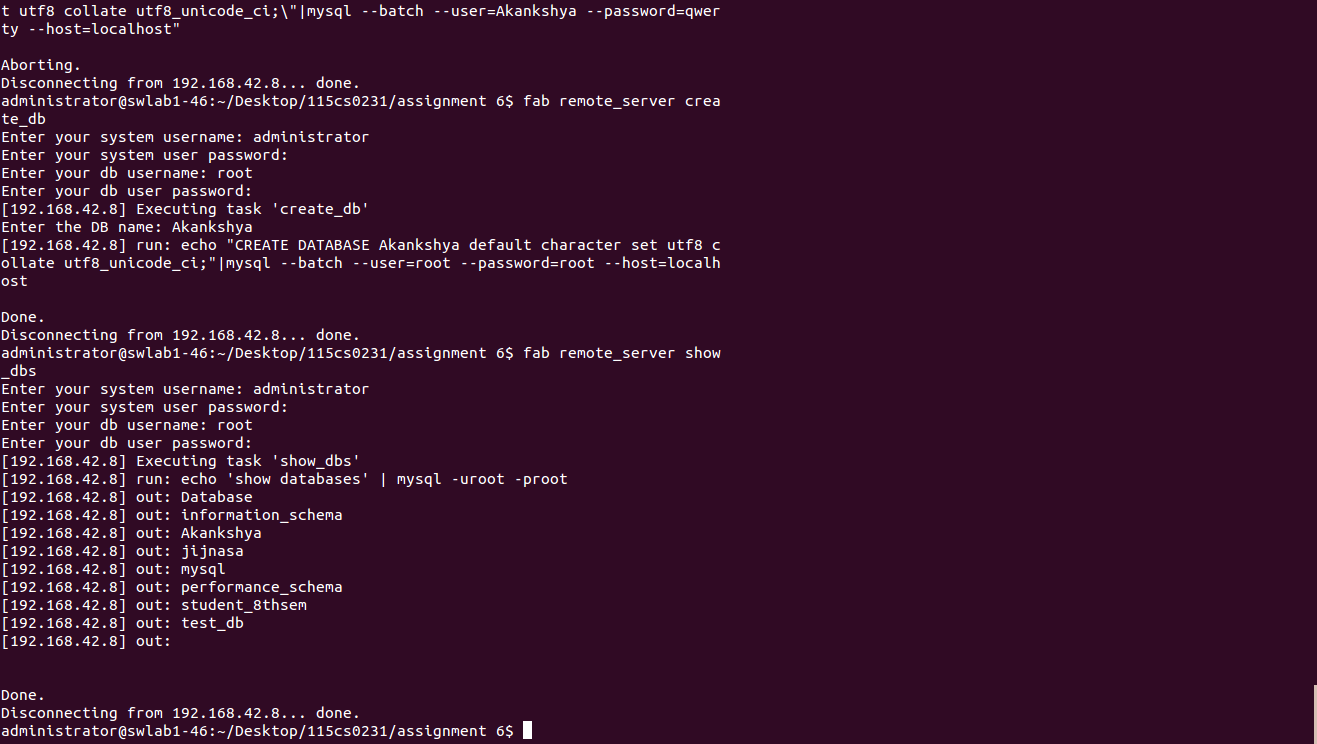 t utf8 collate utf8_unicode_ci;\"|mysql --batch --user=Akankshya --password=qwer
ty --host=localhost"
Aborting.
Disconnecting from 192.168.42.8... done.
administrator@swlab1-46:~/Desktop/115cs0231/assignment 6$ fab remote_server crea
te_db
Enter your system username: administrator
Enter your system user password:
Enter your db username: root
Enter your db user password:
[192.168.42.8] Executing task 'create_db'
Enter the DB name: Akankshya
[192.168.42.8] run: echo "CREATE DATABASE Akankshya default character set utf8 c
ollate utf8_unicode_ci;"|mysql --batch --user=root --password=root --host=localh
ost
Done.
Disconnecting from 192.168.42.8... done.
administrator@swlab1-46:~/Desktop/115cs0231/assignment 6$ fab remote_server show
_dbs
Enter your system username: administrator
Enter your system user password:
Enter your db username: root
Enter your db user password:
[192.168.42.8] Executing task 'show_dbs'
[192.168.42.8] run: echo 'show databases' | mysql -uroot -proot
[192.168.42.8] out: Database
[192.168.42.8] out: information_schema
[192.168.42.8] out: Akankshya
[192.168.42.8] out: jijnasa
[192.168.42.8] out: mysql
[192.168.42.8] out: performance_schema
[192.168.42.8] out: student_8thsem
[192.168.42.8] out: test_db
[192.168.42.8] out:
Done.
Disconnecting from 192.168.42.8... done.
administrator@swlab1-46:~/Desktop/115cs0231/assignment 6$